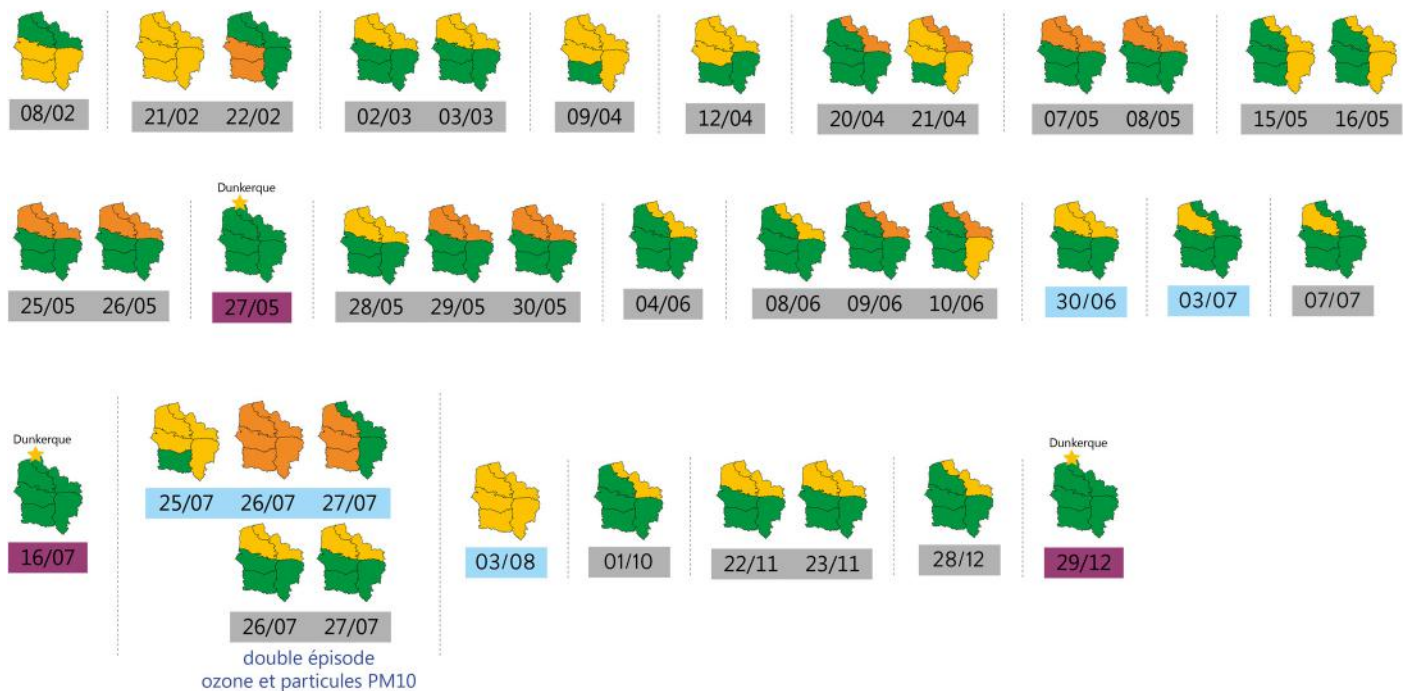 08/02
21/02 22/02
02/03 03/03
09/04
12/04
20/04 21/04
07/05 08/05
15/05 16/05
25/05 26/05
Dunkerque
27/05
28/05 29/05 30/05
04/06
08/06 09/06 10/06
30/06
03/07
07/07
Dunkerque
16/07
25/07 26/07 27/07
26/07 27/07
double épisode
ozone et particules PM10
03/08
01/10
22/11 23/11
28/12
Dunkerque
29/12